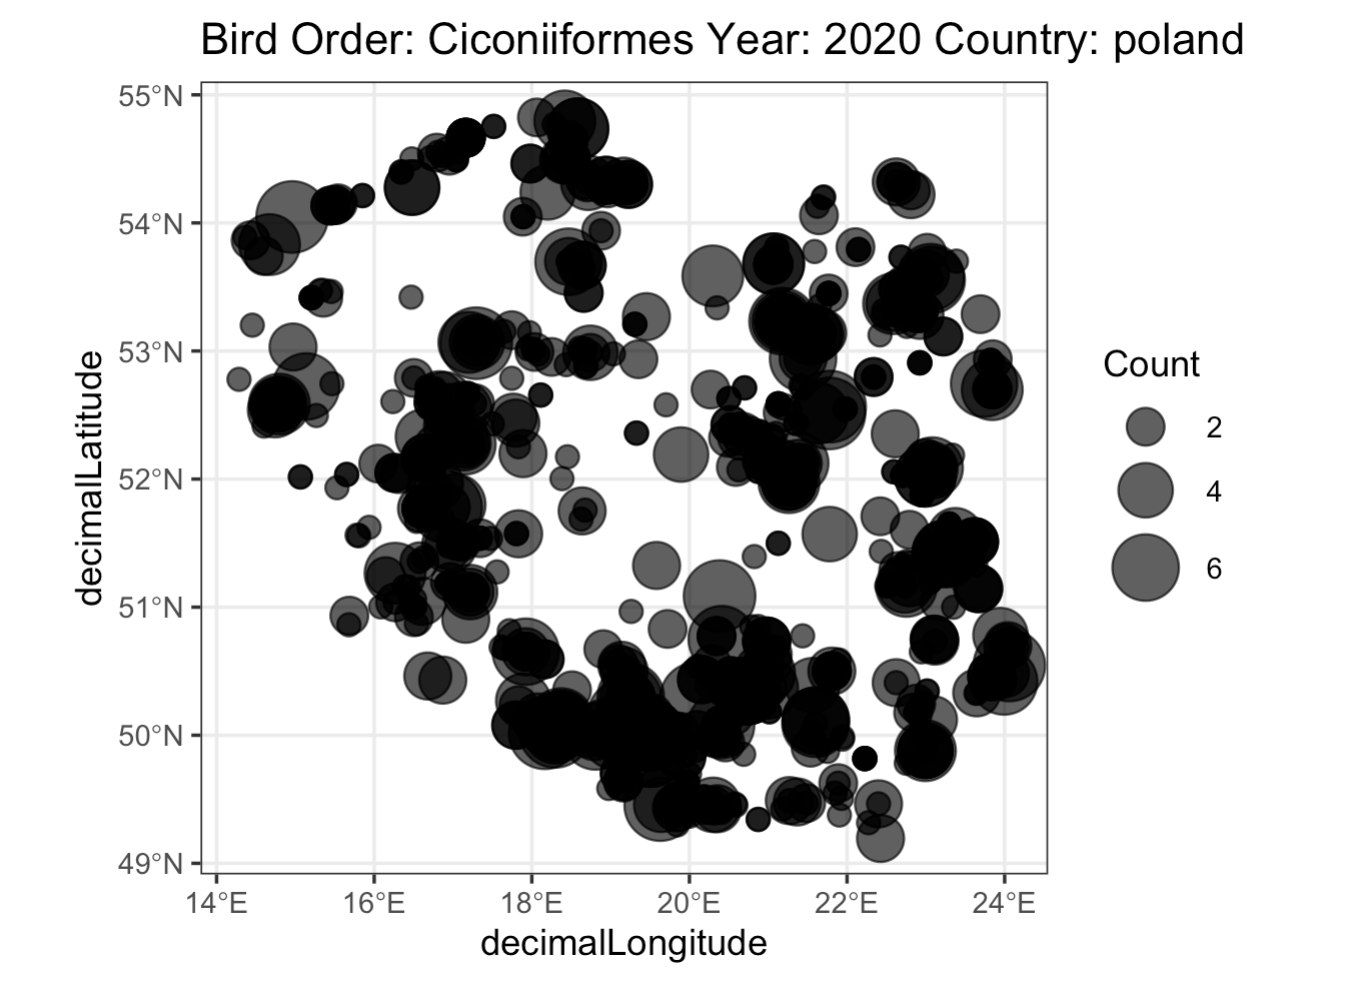 Bird Order: Ciconiiformes Year: 2020 Country: poland
55°N
54°N
53°N
52°N
51°N
50°N
49°N
decimalLatitude
14°E 16°E 18°E 20°E 22°E 24°E
decimalLongitude
Count
2
4
6